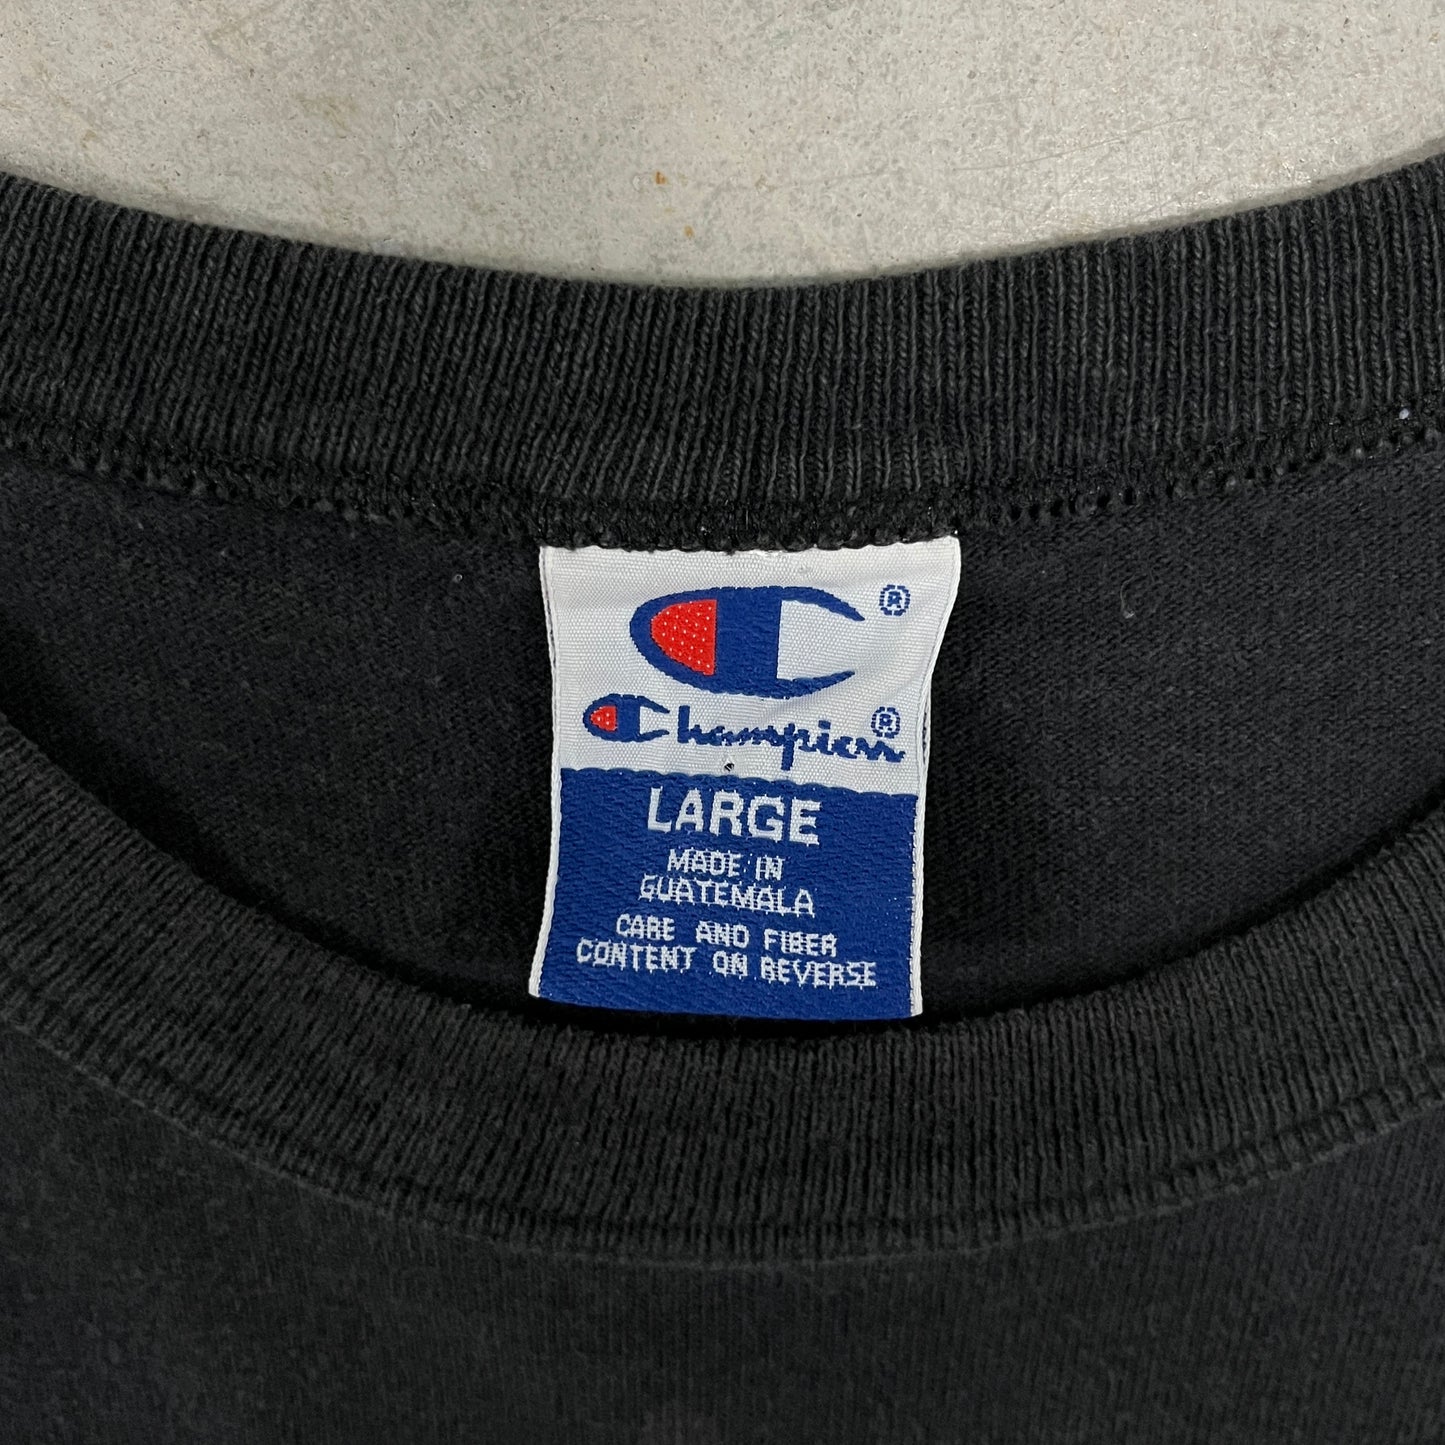 ®
Champion®
LARGE
MADE IN
GUATEMALA
CARE AND FIBER
CONTENT ON REVERSE